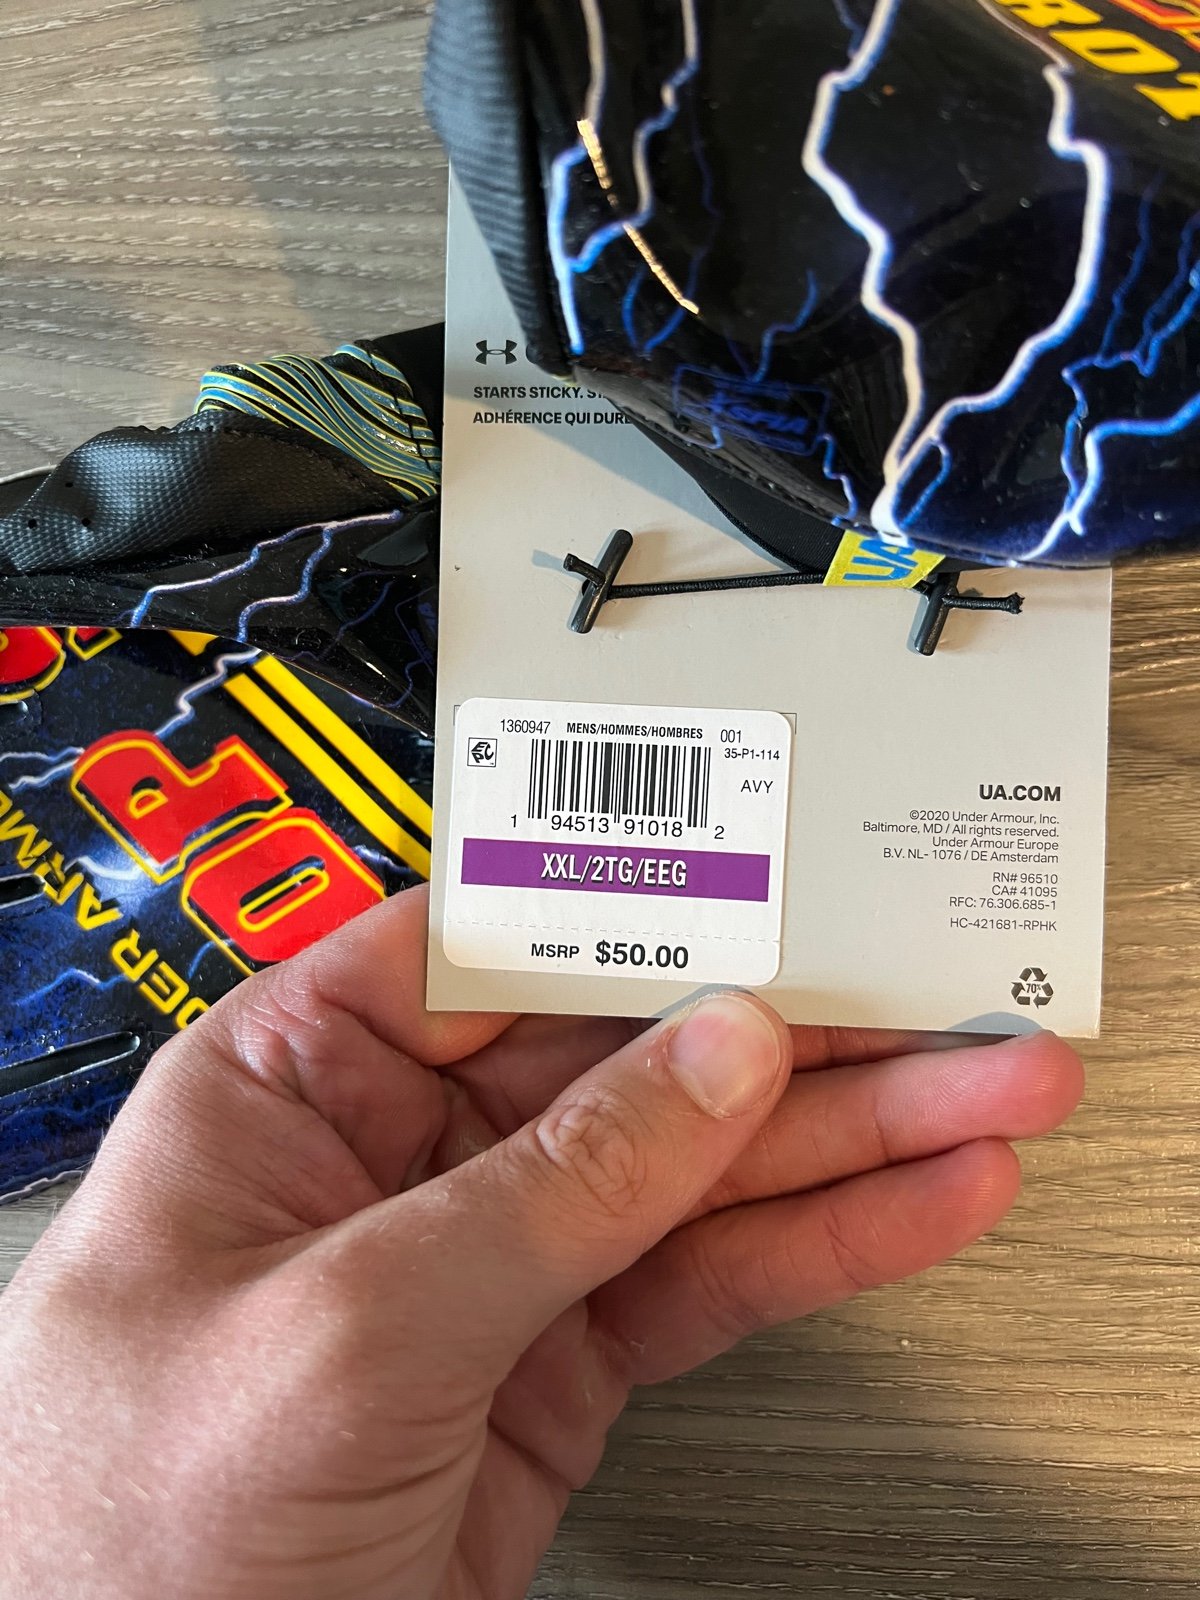 STARTS STICKY.
ADHÉRENCE QUI
UA
1360947 MENS/HOMMES/HOMBRES 001
35-P1-114
EPC
AVY
1 94513 91018 2
XXL/2TG/EEG
MSRP $50.00
UA.COM
©2020 Under Armour, Inc.
Baltimore, MD / All rights reserved.
Under Armour Europe
B.V. NL- 1076 / DE Amsterdam
RN# 96510
CA# 41095
RFC: 76.306.685-1
HC-421681-RPHK
70%